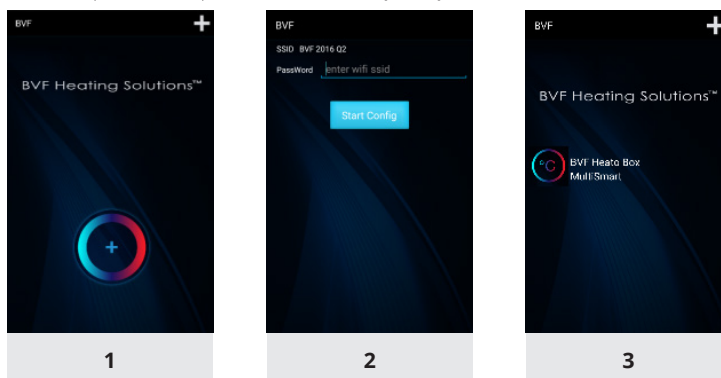 BVF
BVF Heating Solutions™
1
BVF
SSID BVF 2016 Q2
PassWord enter wifi ssid
Start Config
2
BVF
BVF Heating Solutions™
°C
BVF Heato Box
MultiSmart
3